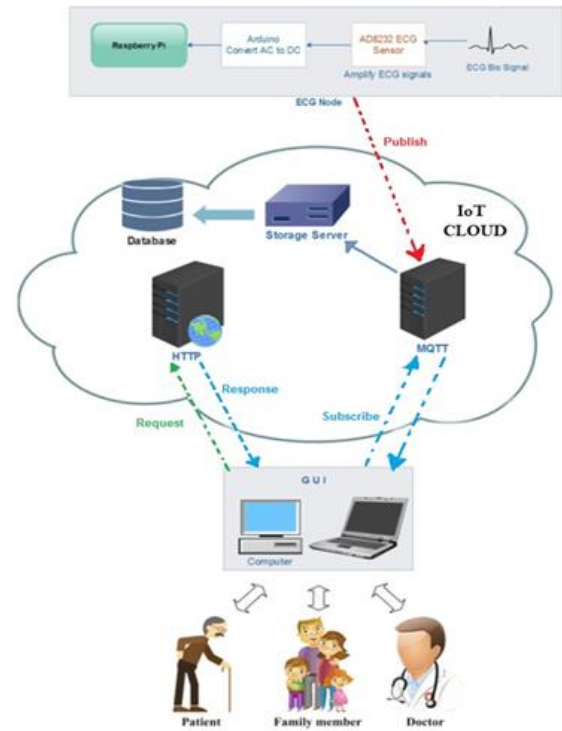 Raspberry Pi
Arduino
Convert AC to DC
AD8232 ECG
Sensor
Amplify ECG signals
ECG Bio Signal
ECG Node
Publish
IoT
CLOUD
Storage Server
Database
HTTP
MQTT
Response
Subscribe
Request
G U I
Computer
Patient
Family member
Doctor